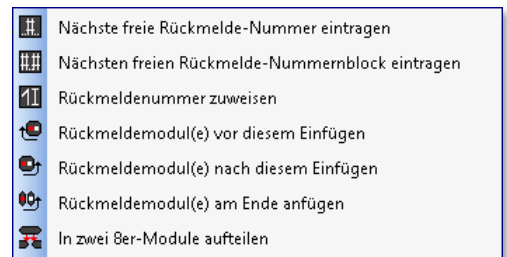 Nächste freie Rückmelde-Nummer eintragen
Nächsten freien Rückmelde-Nummernblock eintragen
Rückmeldenummer zuweisen
Rückmeldemodul(e) vor diesem Einfügen
Rückmeldemodul(e) nach diesem Einfügen
Rückmeldemodul(e) am Ende anfügen
In zwei 8er-Module aufteilen